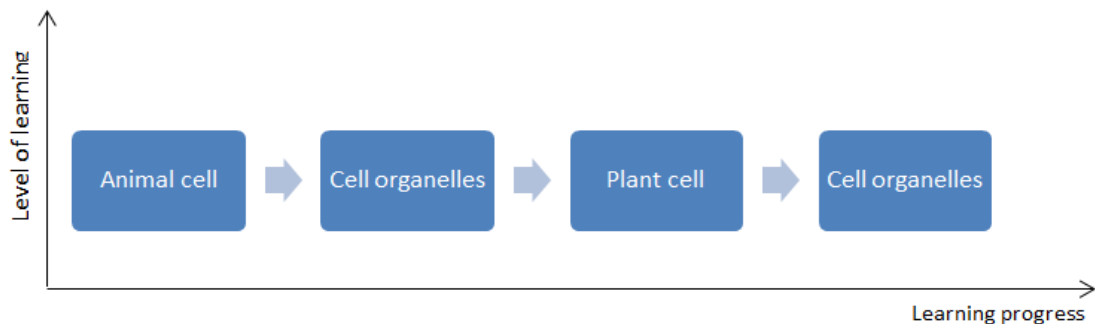 Level of learning
Animal cell
Cell organelles
Plant cell
Cell organelles
Learning progress